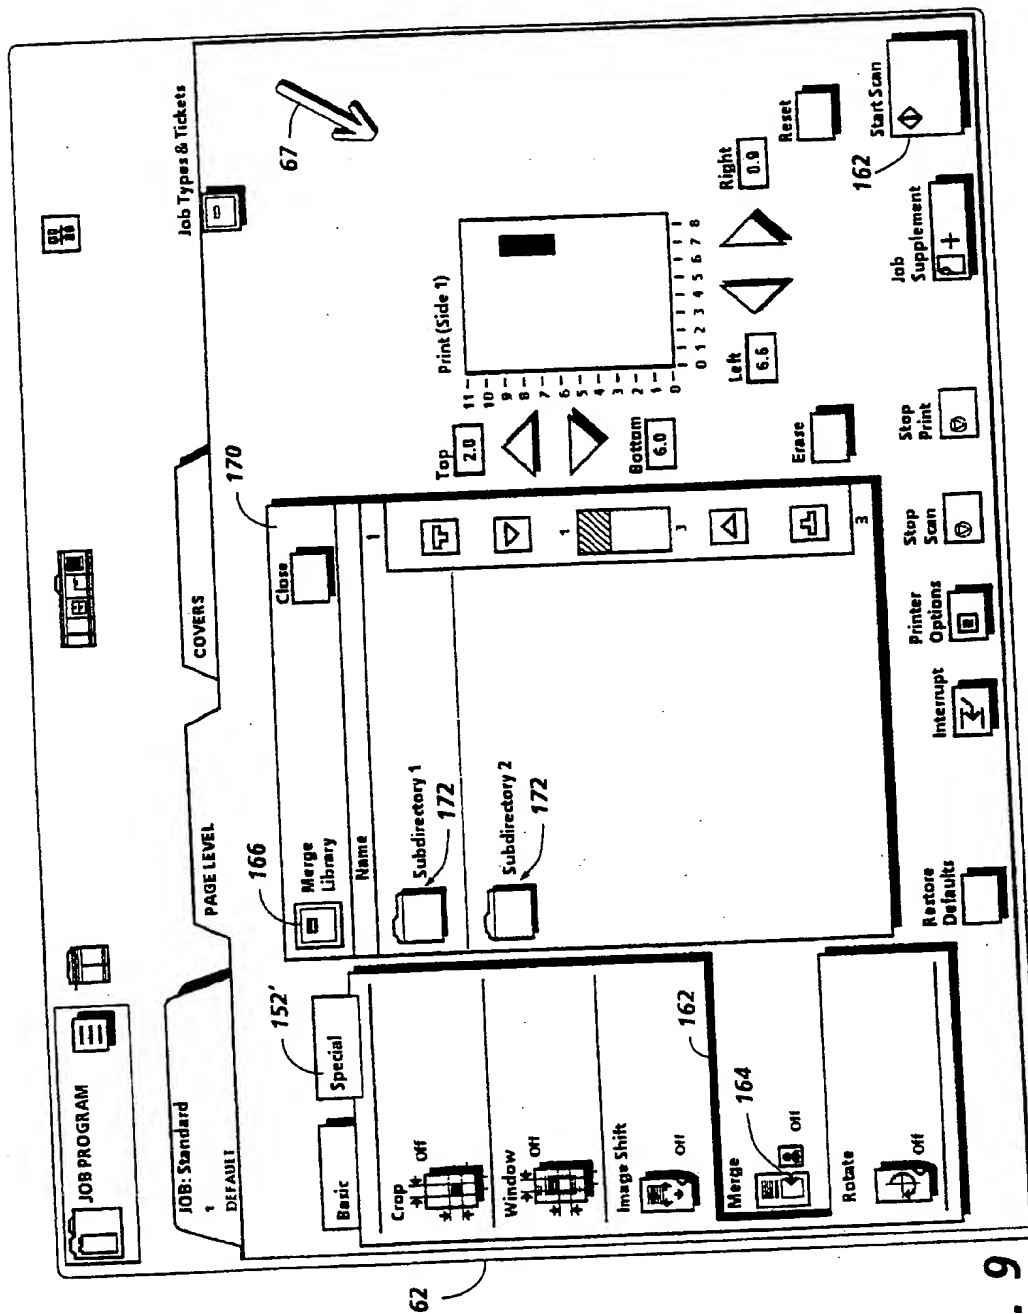 JOB PROGRAM
JOB: Standard
1
DEFAULT
PAGE LEVEL
COVERS
Job Types & Tickets
67
62
Basic
Special
152'
Crop
Off
Window
Off
Image Shift
Off
162
Merge
164
Off
Rotate
Off
166
Merge
Library
Close
170
Name
1
Subdirectory 1
172
Subdirectory 2
172
1
3
3
Top
2.0
Bottom
6.0
Print (Side 1)
11
10
9
8
7
6
5
4
3
2
1
0
0 1 2 3 4 5 6 7 8
Left
6.6
Right
0.9
Erase
Reset
Restore
Defaults
Interrupt
Printer
Options
Stop
Scan
Stop
Print
Job
Supplement
Start Scan
162
9